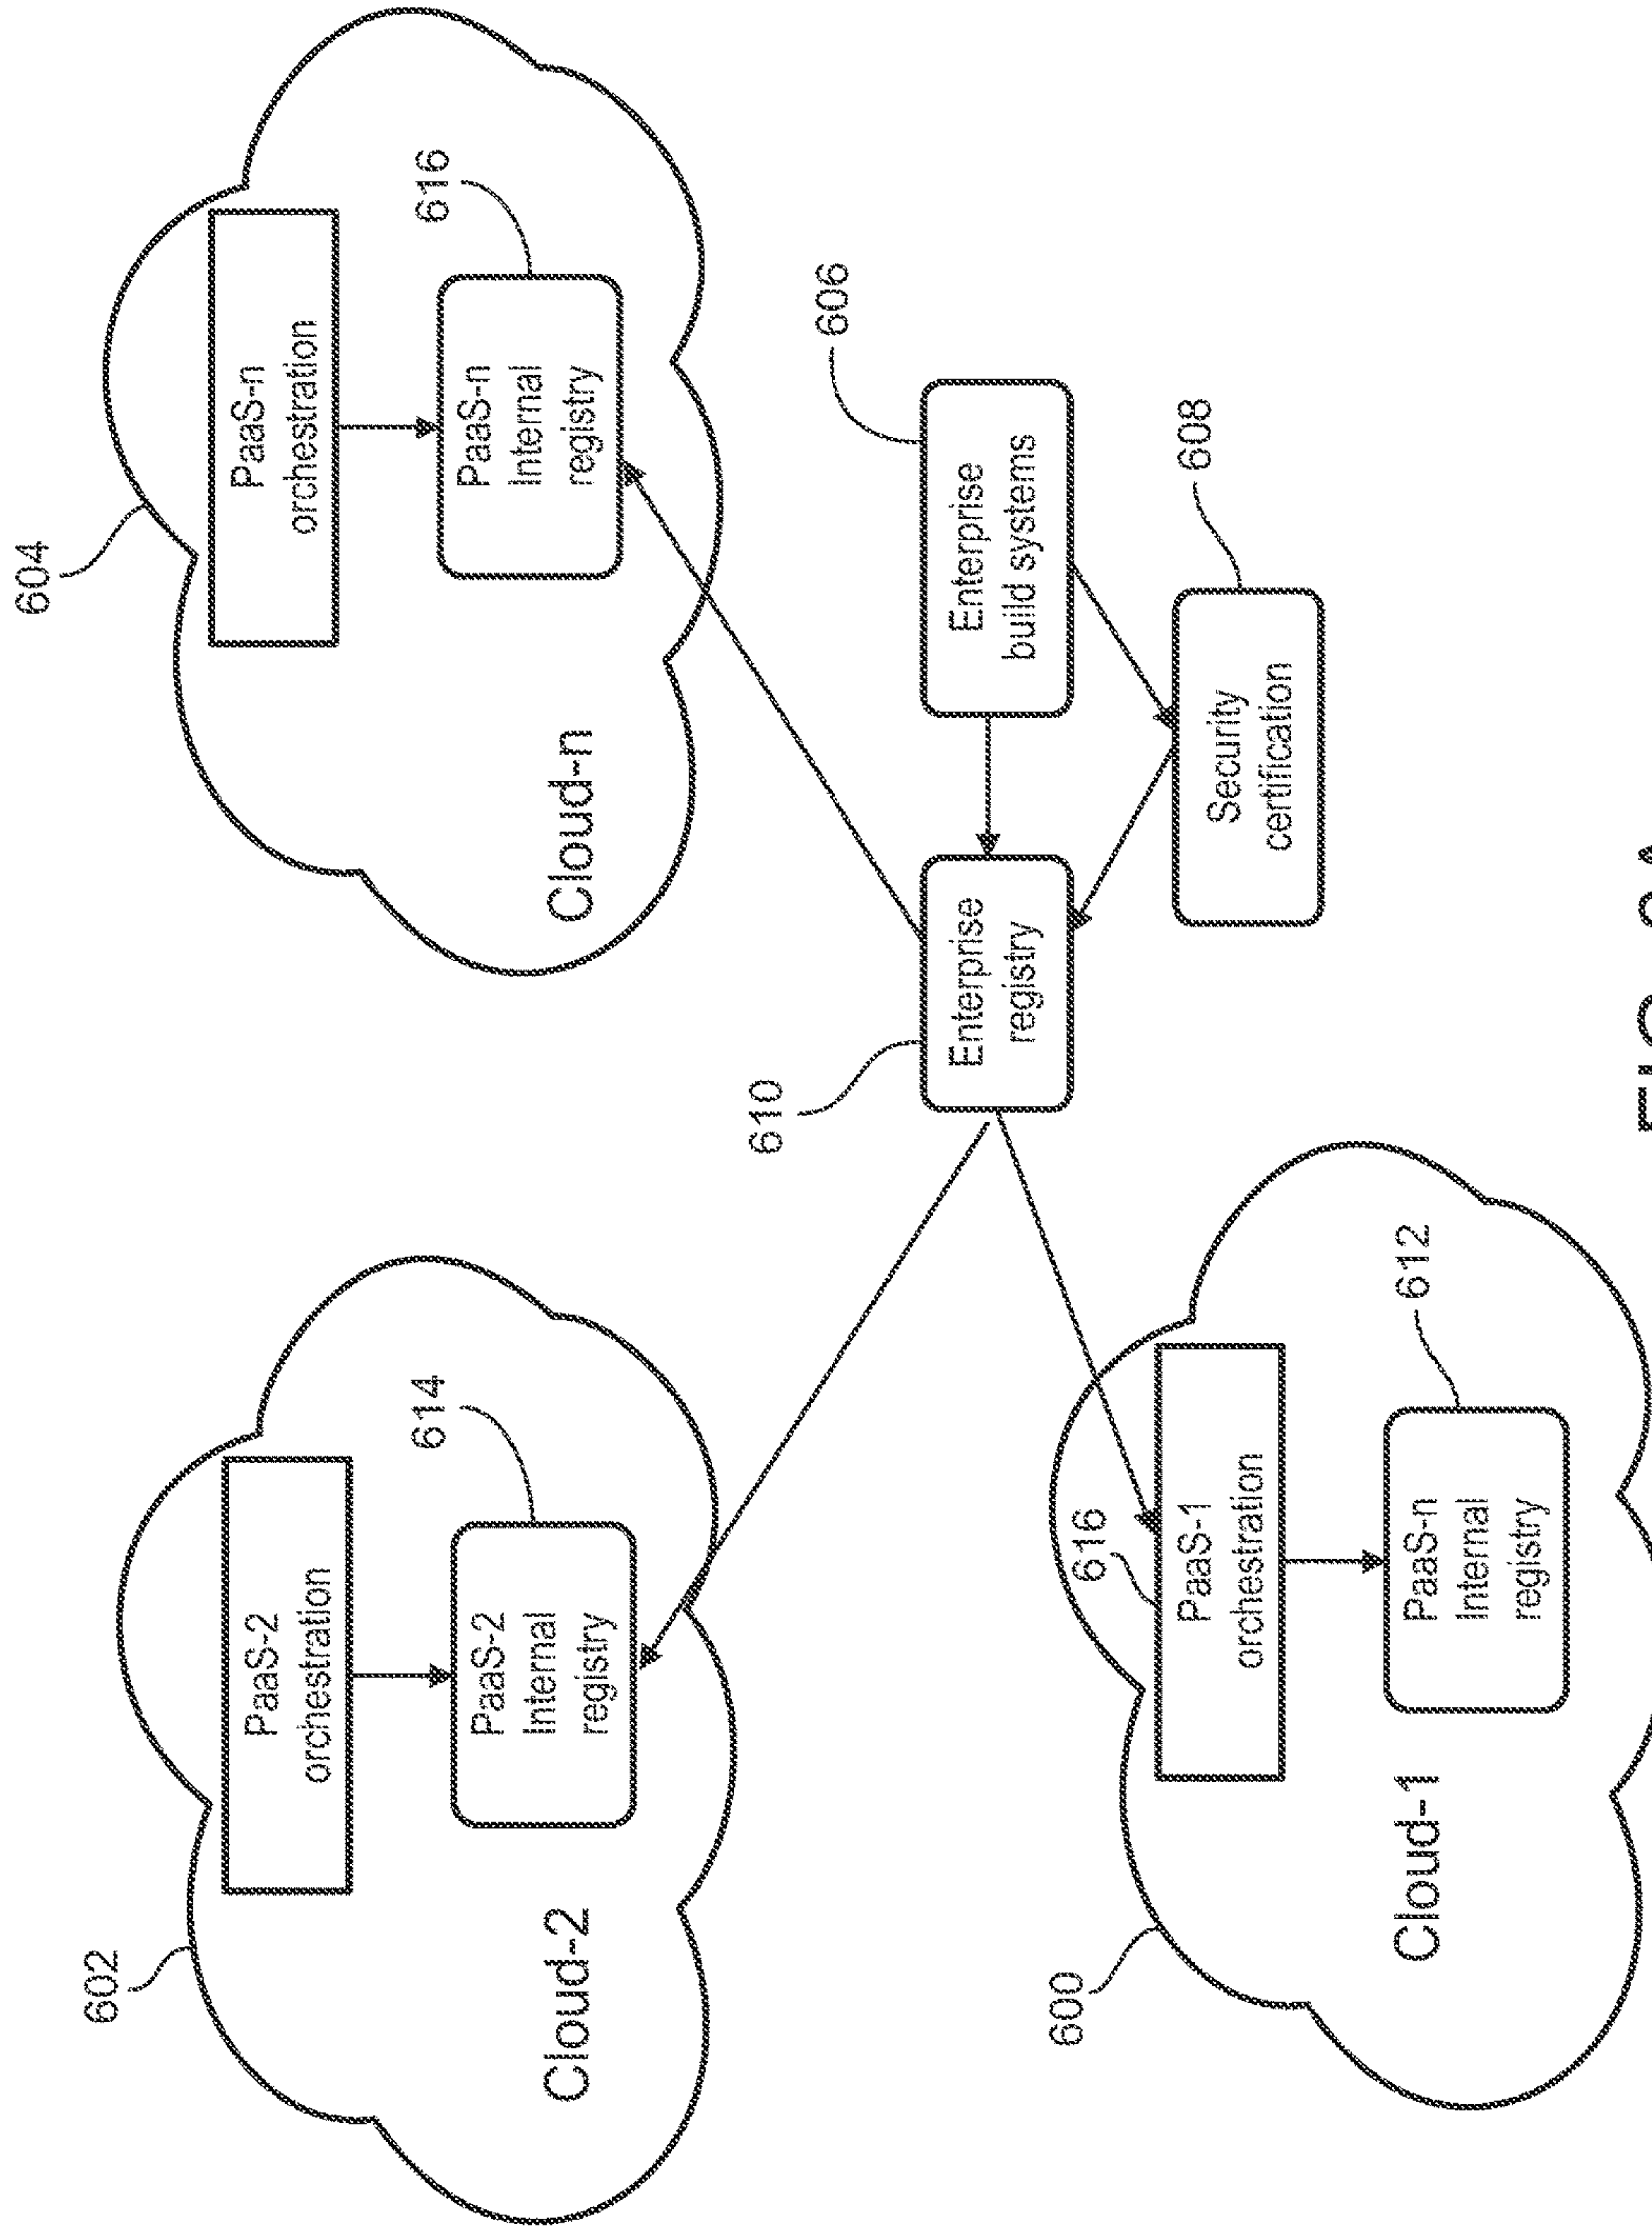 602
PaaS-2
orchestration
614
PaaS-2
Internal
registry
Cloud-2
604
PaaS-n
orchestration
616
PaaS-n
Internal
registry
Cloud-n
610
Enterprise
registry
606
Enterprise
build systems
608
Security
certification
600
616
PaaS-1
orchestration
612
PaaS-n
Internal
registry
Cloud-1